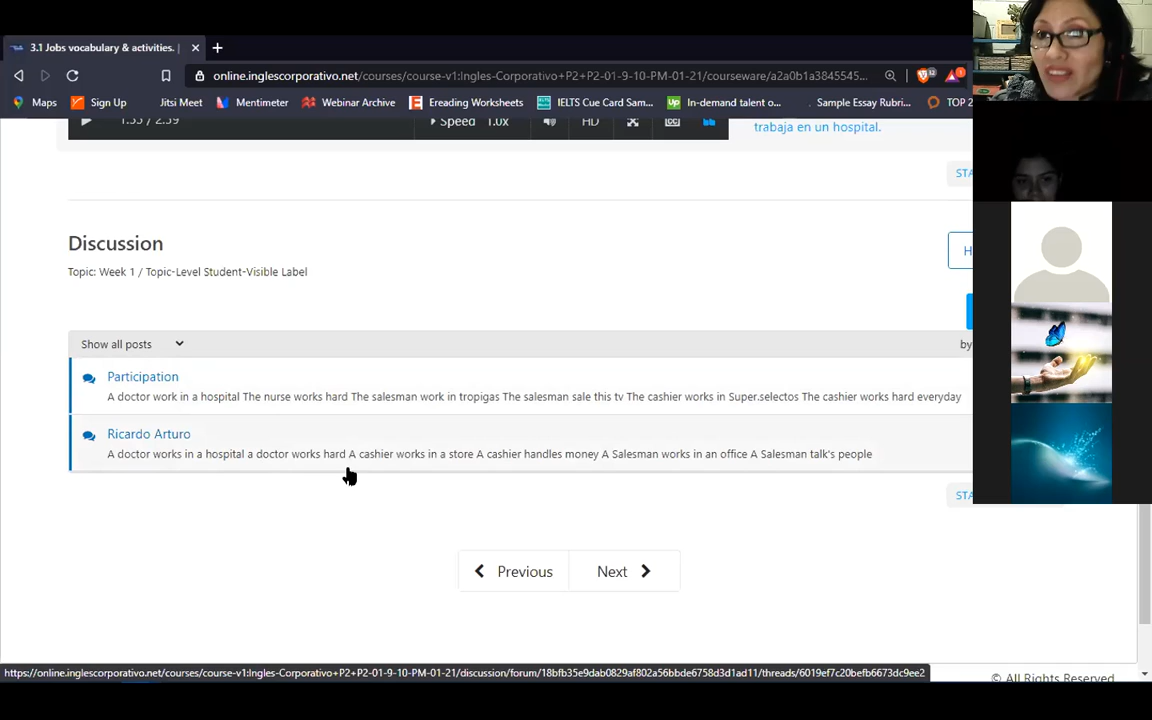 3.1 Jobs vocabulary & activities. |
online.inglescorporativo.net/courses/course-v1:Ingles-Corporativo+P2+P2-01-9-10-PM-01-21/courseware/a2a0b1a3845545...
Maps Sign Up Jitsi Meet Mentimeter Webinar Archive Ereading Worksheets IELTS Cue Card Sam... In-demand talent o... Sample Essay Rubri... TOP 2
1:55 / 2:59 Speed 1.0x HD
trabaja en un hospital.
STA
Discussion
H
Topic: Week 1 / Topic-Level Student-Visible Label
Show all posts by
Participation
A doctor work in a hospital The nurse works hard The salesman work in tropigas The salesman sale this tv The cashier works in Super.selectos The cashier works hard everyday
Ricardo Arturo
A doctor works in a hospital a doctor works hard A cashier works in a store A cashier handles money A Salesman works in an office A Salesman talk's people
STA
Previous Next
https://online.inglescorporativo.net/courses/course-v1:Ingles-Corporativo+P2+P2-01-9-10-PM-01-21/discussion/forum/18bfb35e9dab0829af802a56bbde6758d3d1ad11/threads/6019ef7c20befb6673dc9ee2
© All Rights Reserved